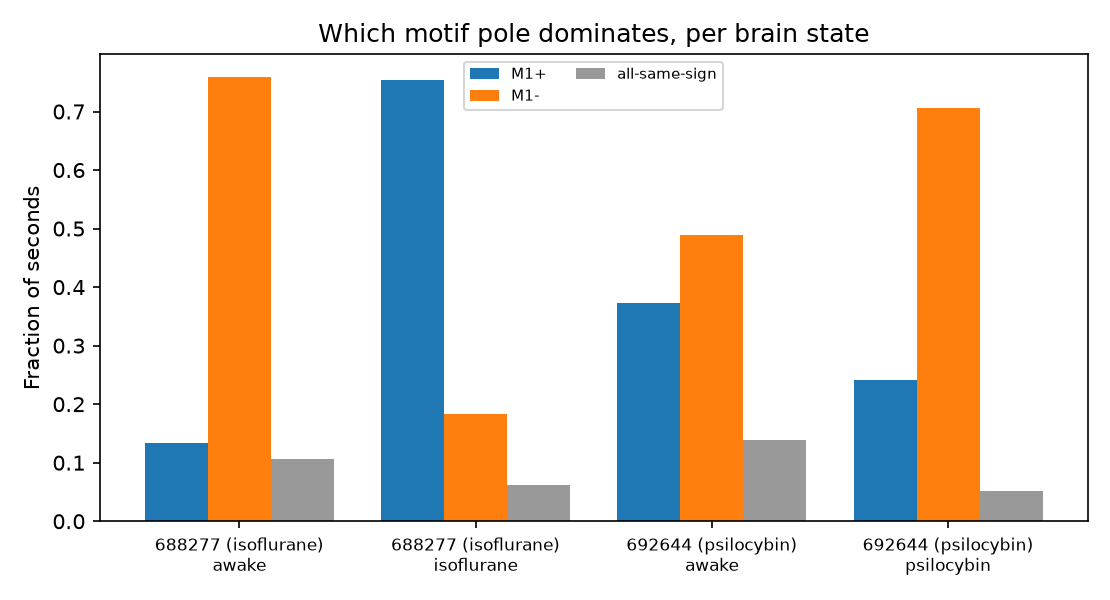 Which motif pole dominates, per brain state
M1+
M1-
all-same-sign
Fraction of seconds
0.7
0.6
0.5
0.4
0.3
0.2
0.1
0.0
688277 (isoflurane)
awake
688277 (isoflurane)
isoflurane
692644 (psilocybin)
awake
692644 (psilocybin)
psilocybin